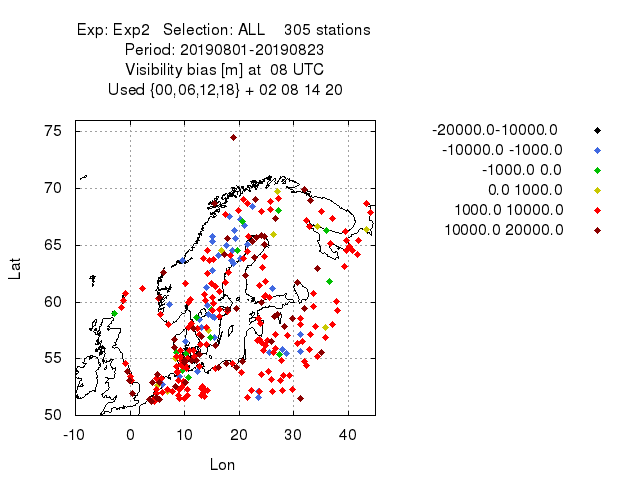 Exp: Exp2   Selection: ALL    305 stations
Period: 20190801-20190823
Visibility bias [m] at  08 UTC
Used {00,06,12,18} + 02 08 14 20
75
70
65
60
55
50
-10 0 10 20 30 40
Lat
Lon
-20000.0-10000.0
-10000.0 -1000.0
-1000.0 0.0
0.0 1000.0
1000.0 10000.0
10000.0 20000.0